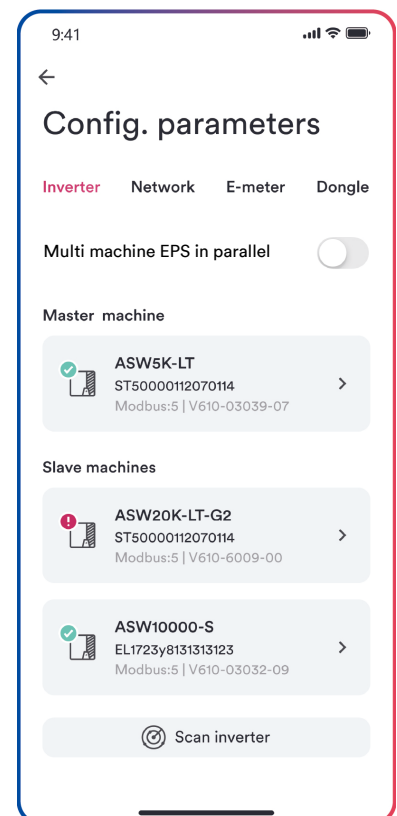 9:41
Config. parameters
Inverter Network E-meter Dongle
Multi machine EPS in parallel
Master machine
ASW5K-LT
ST50000112070114
Modbus:5 | V610-03039-07
Slave machines
ASW20K-LT-G2
ST50000112070114
Modbus:5 | V610-6009-00
ASW10000-S
EL1723y8131313123
Modbus:5 | V610-03032-09
Scan inverter